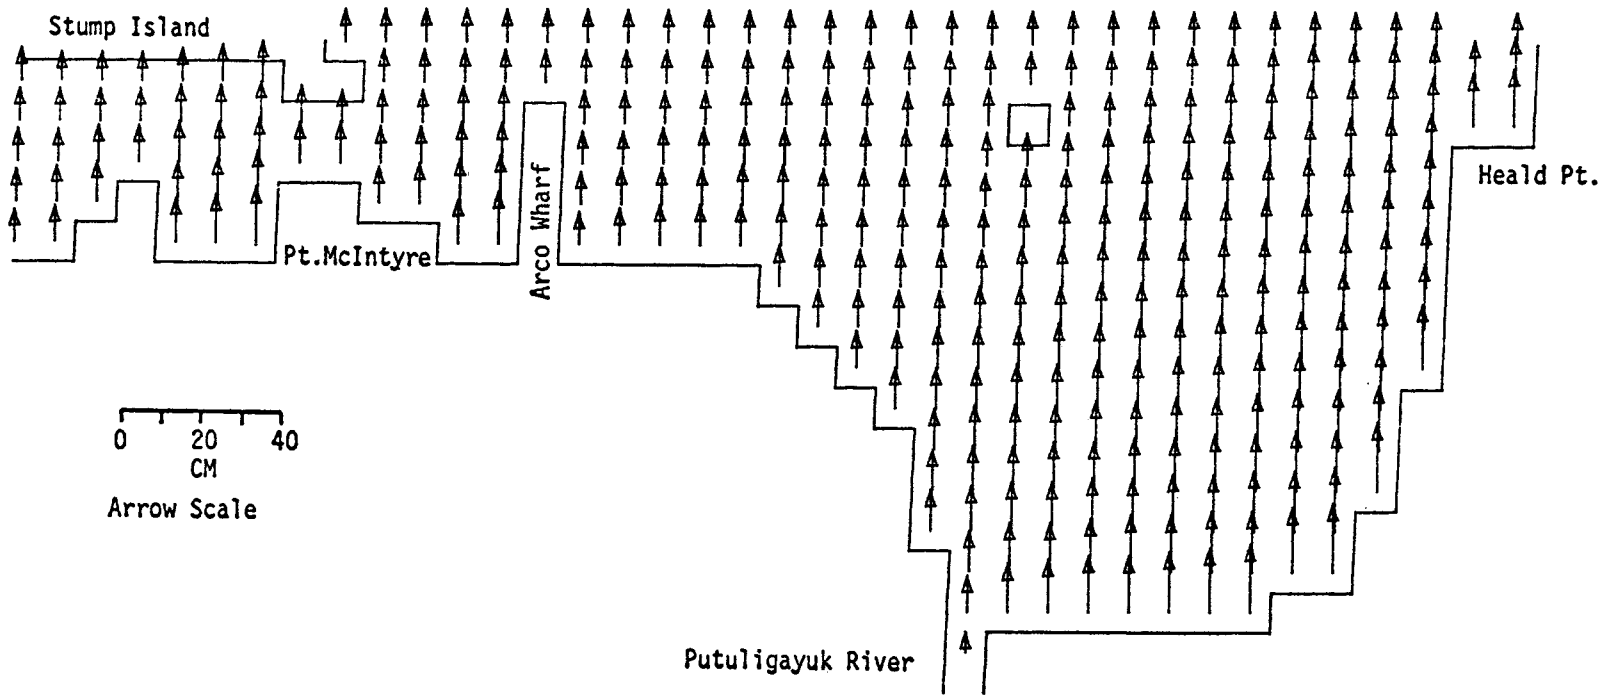 Stump Island
Heald Pt.
Arco Wharf
Pt.McIntyre
0 20 40
CM
Arrow Scale
Putuligayuk River